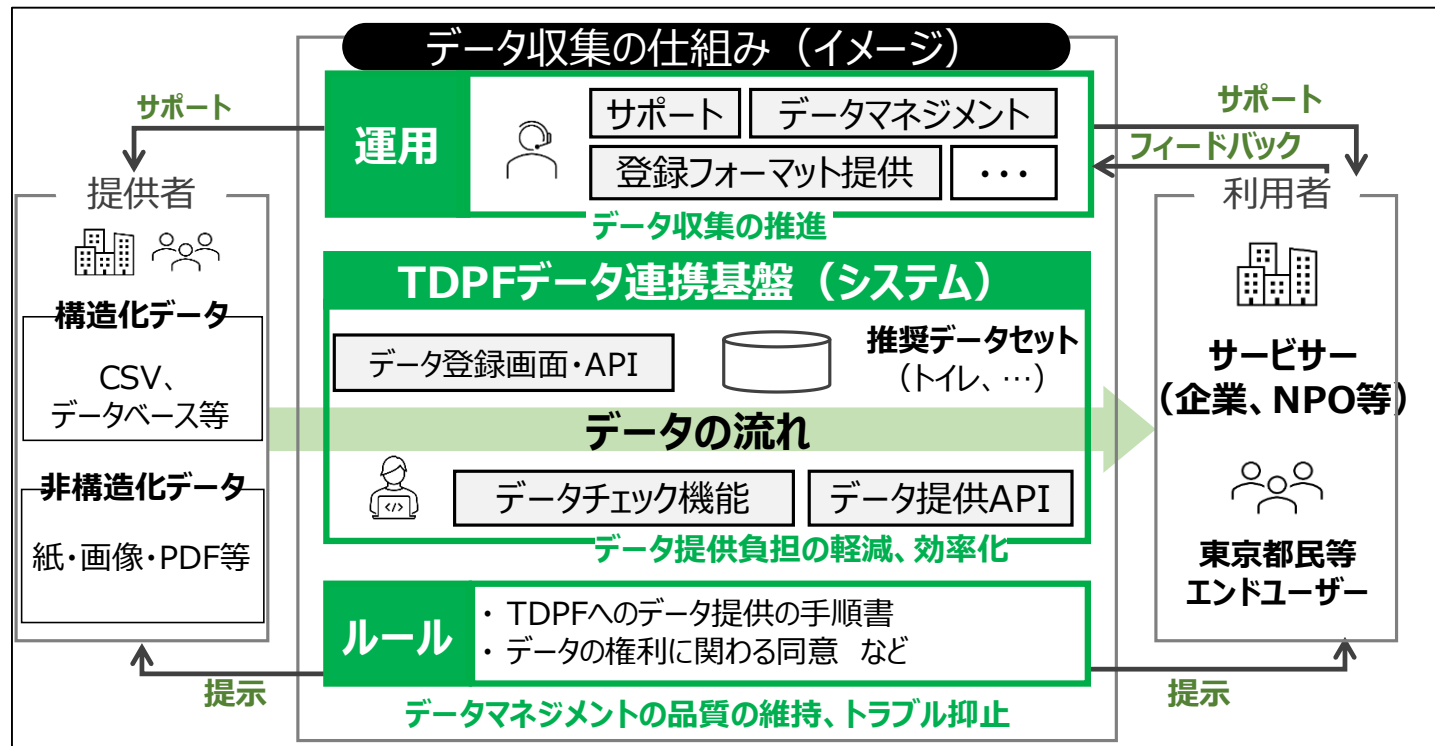 データ収集の仕組み（イメージ）
サポート
運用
サポート
データマネジメント
登録フォーマット提供
・・・
データ収集の推進
サポート
フィードバック
提供者
構造化データ
CSV、
データベース等
非構造化データ
紙・画像・PDF等
TDPFデータ連携基盤（システム）
データ登録画面・API
推奨データセット
（トイレ、…）
データの流れ
</>
データチェック機能
データ提供API
データ提供負担の軽減、効率化
利用者
サービサー
（企業、NPO等）
東京都民等
エンドユーザー
ルール
・ TDPFへのデータ提供の手順書
・ データの権利に関わる同意 など
提示
提示
データマネジメントの品質の維持、トラブル抑止